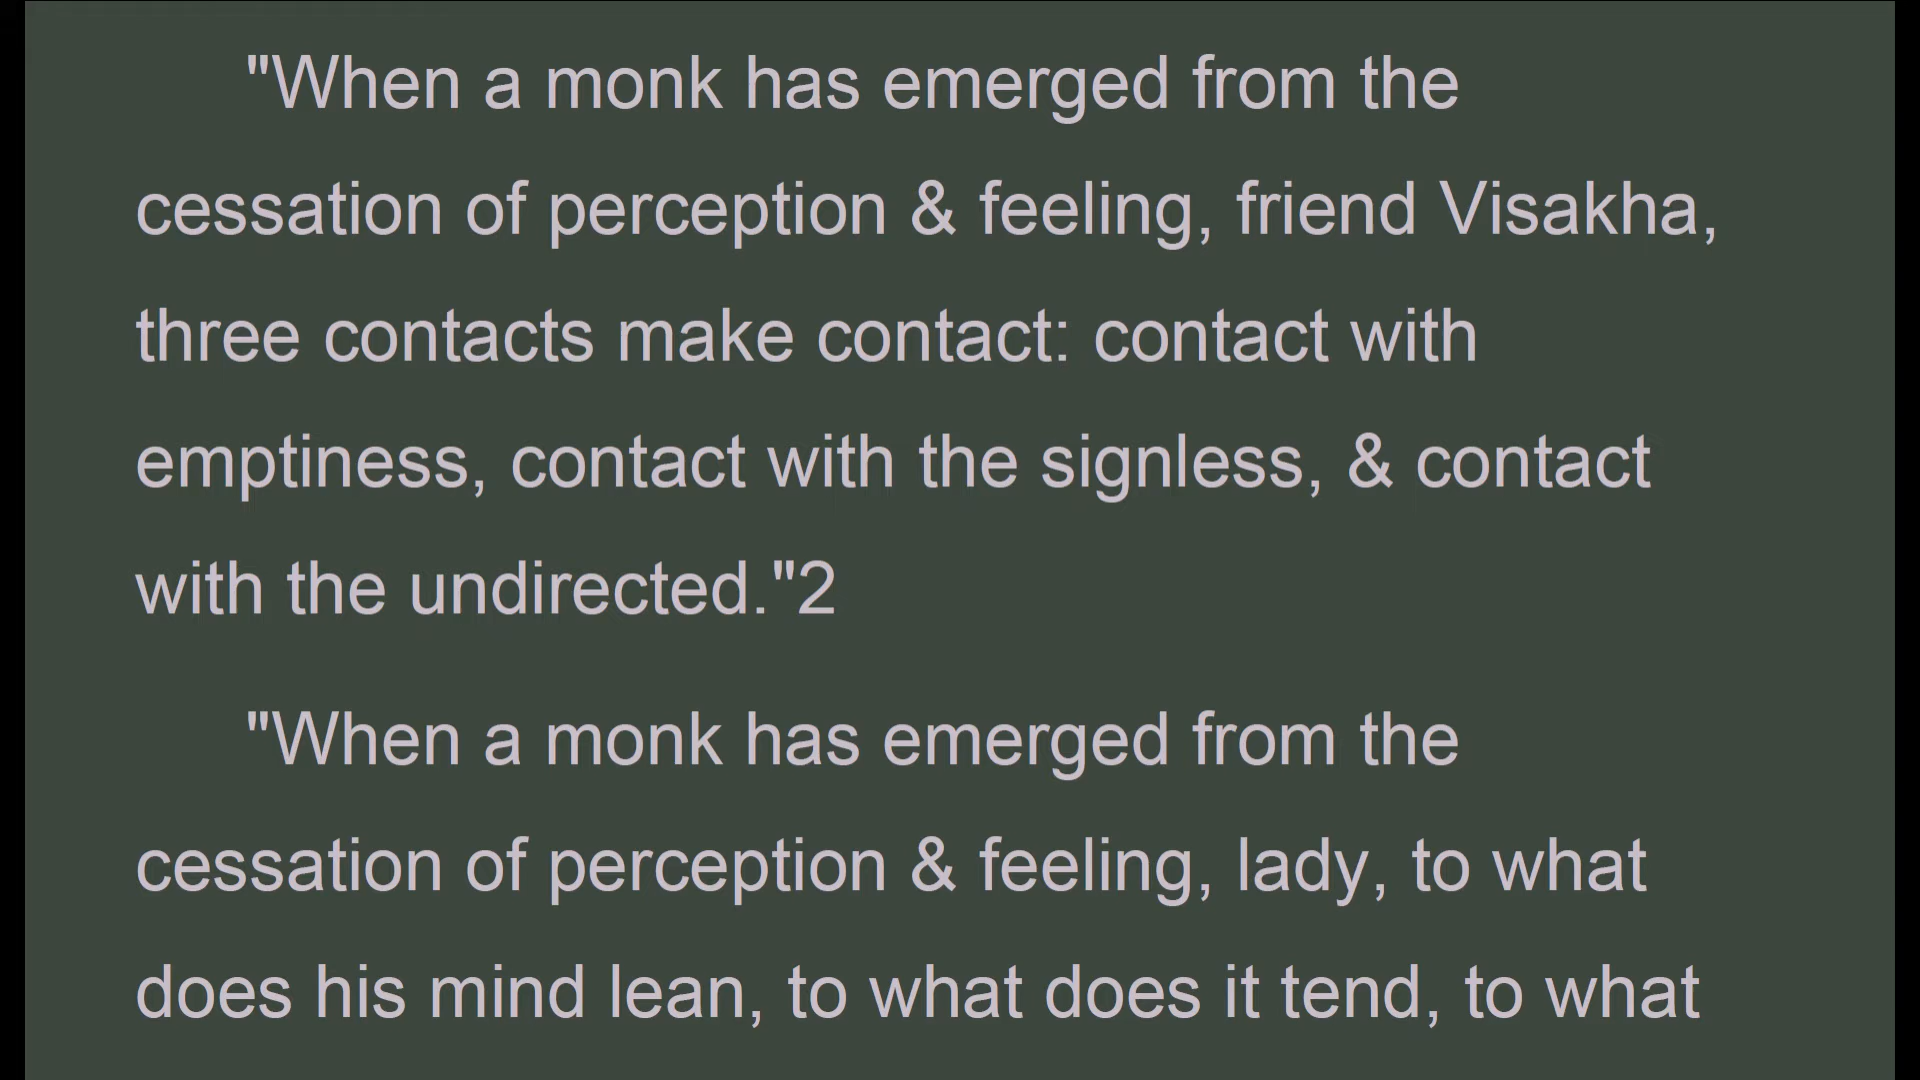 "When a monk has emerged from the
cessation of perception & feeling, friend Visakha,
three contacts make contact: contact with
emptiness, contact with the signless, & contact
with the undirected."2
"When a monk has emerged from the
cessation of perception & feeling, lady, to what
does his mind lean, to what does it tend, to what